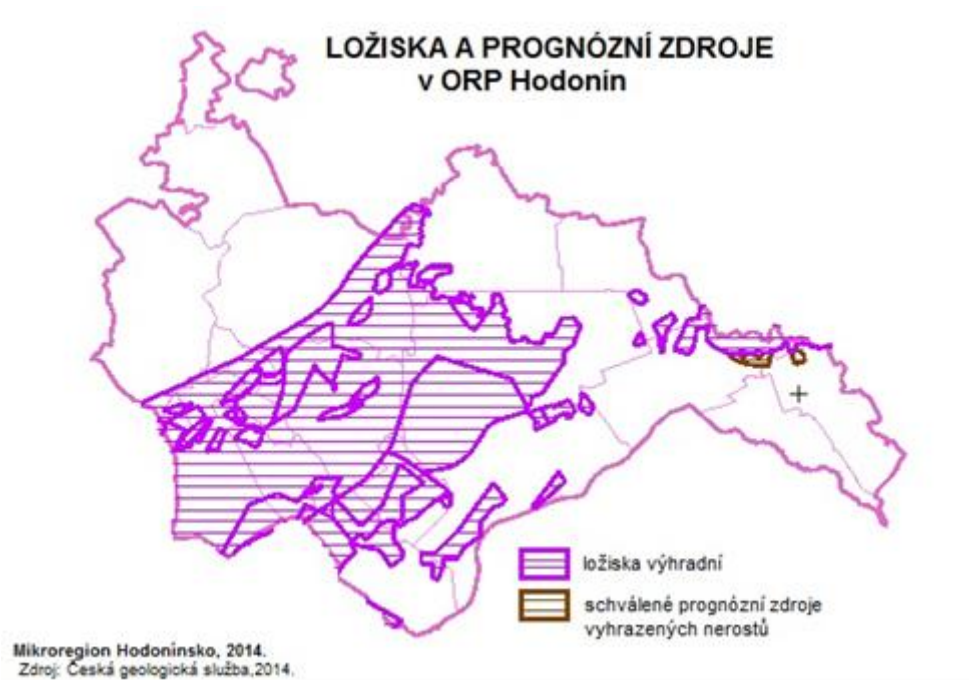 LOŽISKA A PROGNÓZNÍ ZDROJE
v ORP Hodonín
ložiska výhradní
schválené prognózní zdroje
vyhrazených nerostů
Mikroregion Hodonínsko, 2014.
Zdroj: Česká geologická služba,2014.